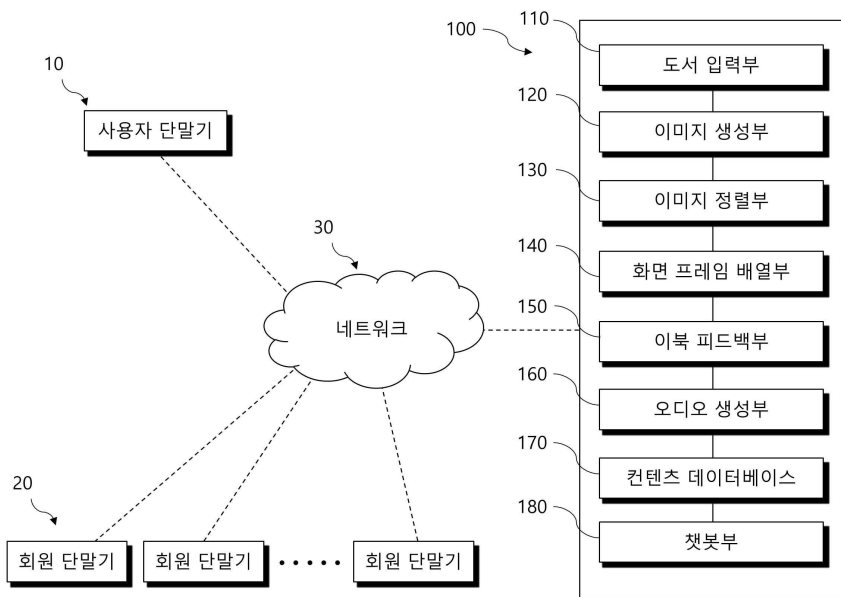 100
110
도서 입력부
10
120
사용자 단말기
이미지 생성부
130
이미지 정렬부
30
140
화면 프레임 배열부
150
네트워크
이북 피드백부
160
오디오 생성부
170
20
컨텐츠 데이터베이스
180
회원 단말기 회원 단말기 ····· 회원 단말기
챗봇부